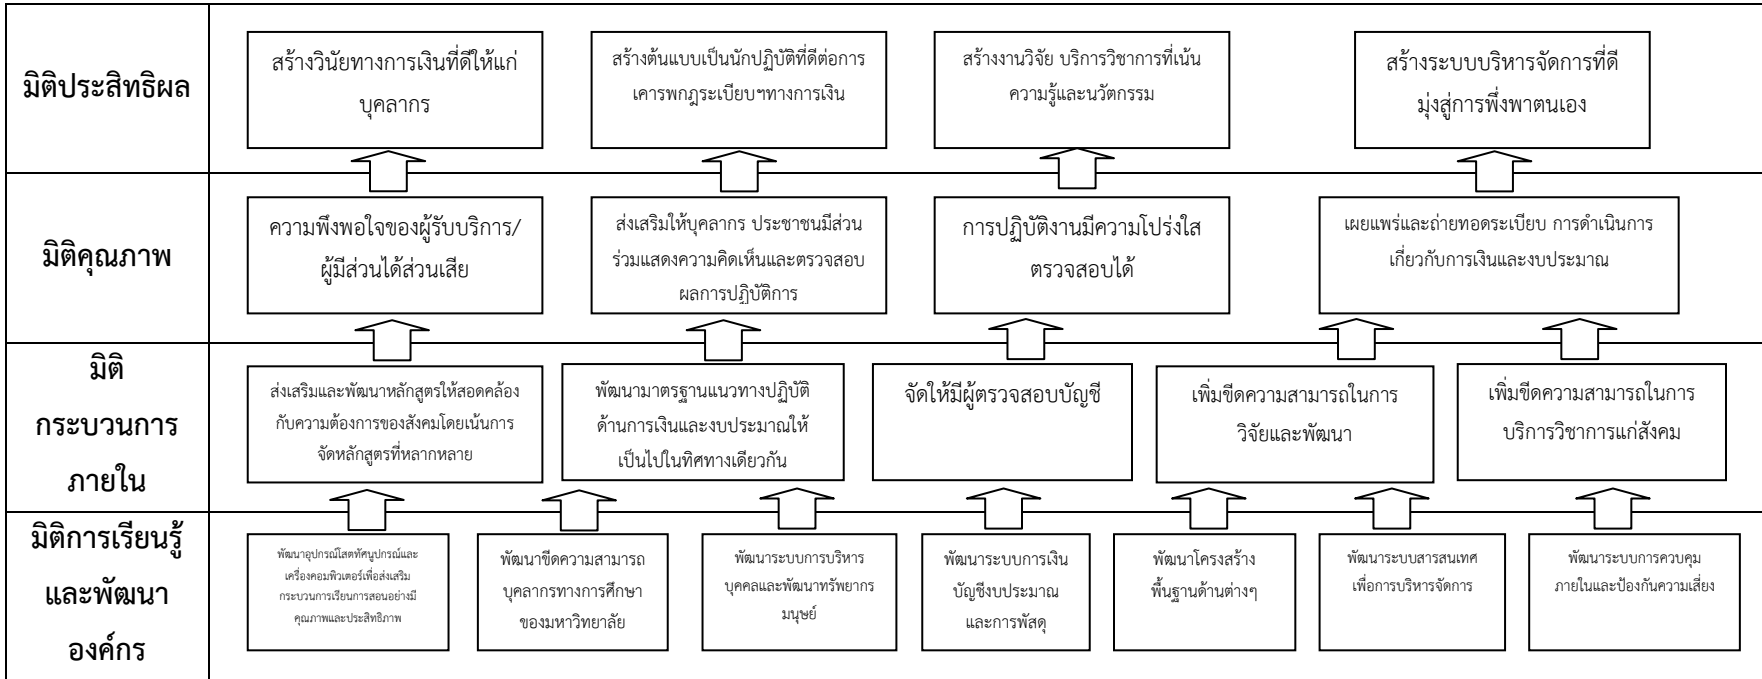 มิติประสิทธิผล
สร้างวินัยทางการเงินที่ดีให้แก่
บุคลากร
สร้างต้นแบบเป็นนักปฏิบัติที่ดีต่อการ
เคารพกฎระเบียบฯทางการเงิน
สร้างงานวิจัย บริการวิชาการที่เน้น
ความรู้และนวัตกรรม
สร้างระบบบริหารจัดการที่ดี
มุ่งสู่การพึ่งพาตนเอง
มิติคุณภาพ
ความพึงพอใจของผู้รับบริการ/
ผู้มีส่วนได้ส่วนเสีย
ส่งเสริมให้บุคลากร ประชาชนมีส่วน
ร่วมแสดงความคิดเห็นและตรวจสอบ
ผลการปฏิบัติการ
การปฏิบัติงานมีความโปร่งใส
ตรวจสอบได้
เผยแพร่และถ่ายทอดระเบียบ การดำเนินการ
เกี่ยวกับการเงินและงบประมาณ
มิติ
กระบวนการ
ภายใน
ส่งเสริมและพัฒนาหลักสูตรให้สอดคล้อง
กับความต้องการของสังคมโดยเน้นการ
จัดหลักสูตรที่หลากหลาย
พัฒนามาตรฐานแนวทางปฏิบัติ
ด้านการเงินและงบประมาณให้
เป็นไปในทิศทางเดียวกัน
จัดให้มีผู้ตรวจสอบบัญชี
เพิ่มขีดความสามารถในการ
วิจัยและพัฒนา
เพิ่มขีดความสามารถในการ
บริการวิชาการแก่สังคม
มิติการเรียนรู้
และพัฒนา
องค์กร
พัฒนาอุปกรณ์โสตทัศนูปกรณ์และ
เครื่องคอมพิวเตอร์เพื่อส่งเสริม
กระบวนการเรียนการสอนอย่างมี
คุณภาพและประสิทธิภาพ
พัฒนาขีดความสามารถ
บุคลากรทางการศึกษา
ของมหาวิทยาลัย
พัฒนาระบบการบริหาร
บุคคลและพัฒนาทรัพยากร
มนุษย์
พัฒนาระบบการเงิน
บัญชีงบประมาณ
และการพัสดุ
พัฒนาโครงสร้าง
พื้นฐานด้านต่างๆ
พัฒนาระบบสารสนเทศ
เพื่อการบริหารจัดการ
พัฒนาระบบการควบคุม
ภายในและป้องกันความเสี่ยง